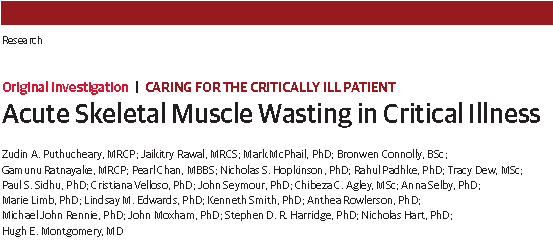 Research
Original Investigation | CARING FOR THE CRITICALLY ILL PATIENT
Acute Skeletal Muscle Wasting in Critical Illness
Zudin A. Puthucheary, MRCP; Jaikitry Rawal, MRCS; Mark McPhail, PhD; Bronwen Connolly, BSc;
Gamunu Ratnayake, MRCP; Pearl Chan, MBBS; Nicholas S. Hopkinson, PhD; Rahul Padhke, PhD; Tracy Dew, MSc;
Paul S. Sidhu, PhD; Cristiana Velloso, PhD; John Seymour, PhD; Chibeza C. Agley, MSc; Anna Selby, PhD;
Marie Limb, PhD; Lindsay M. Edwards, PhD; Kenneth Smith, PhD; Anthea Rowlerson, PhD;
Michael John Rennie, PhD; John Moxham, PhD; Stephen D. R. Harridge, PhD; Nicholas Hart, PhD;
Hugh E. Montgomery, MD